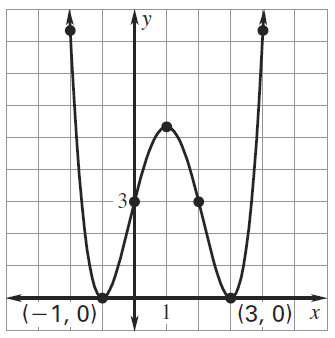 y
3
(−1, 0) 1 (3, 0) x